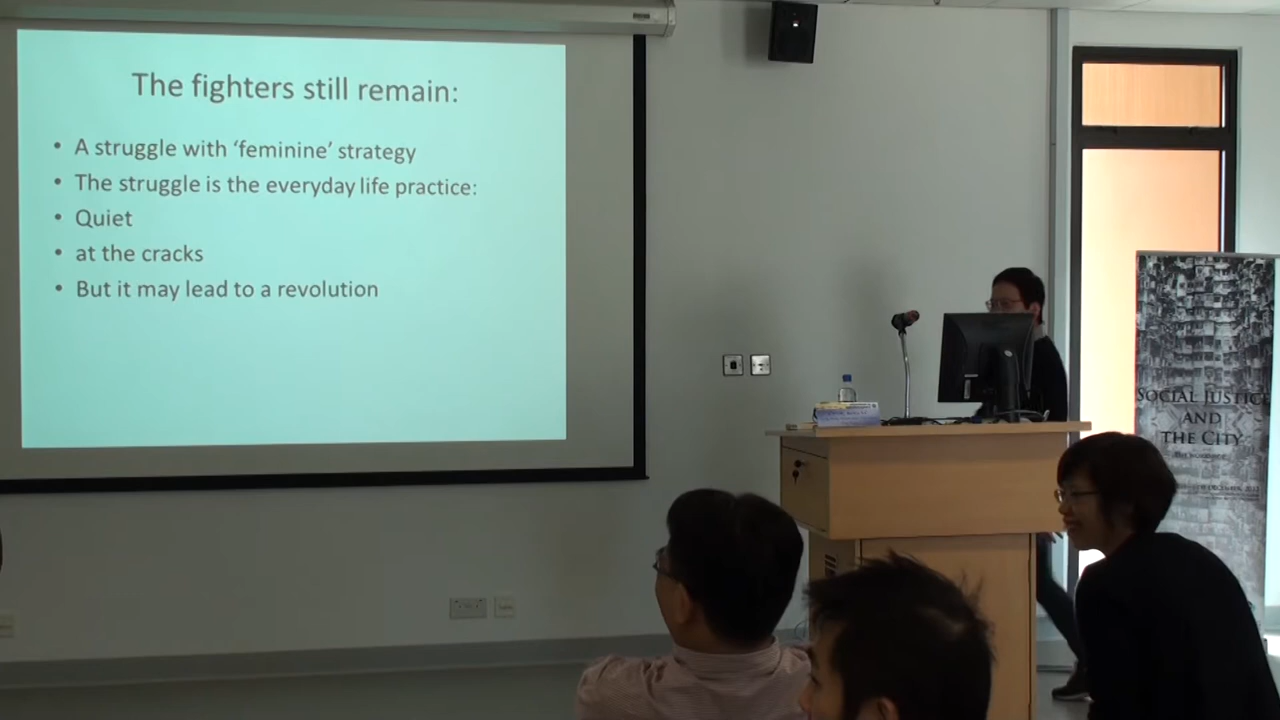 The fighters still remain:
• A struggle with ‘feminine’ strategy
• The struggle is the everyday life practice:
• Quiet
• at the cracks
• But it may lead to a revolution
SOCIAL JUSTICE
AND
THE CITY